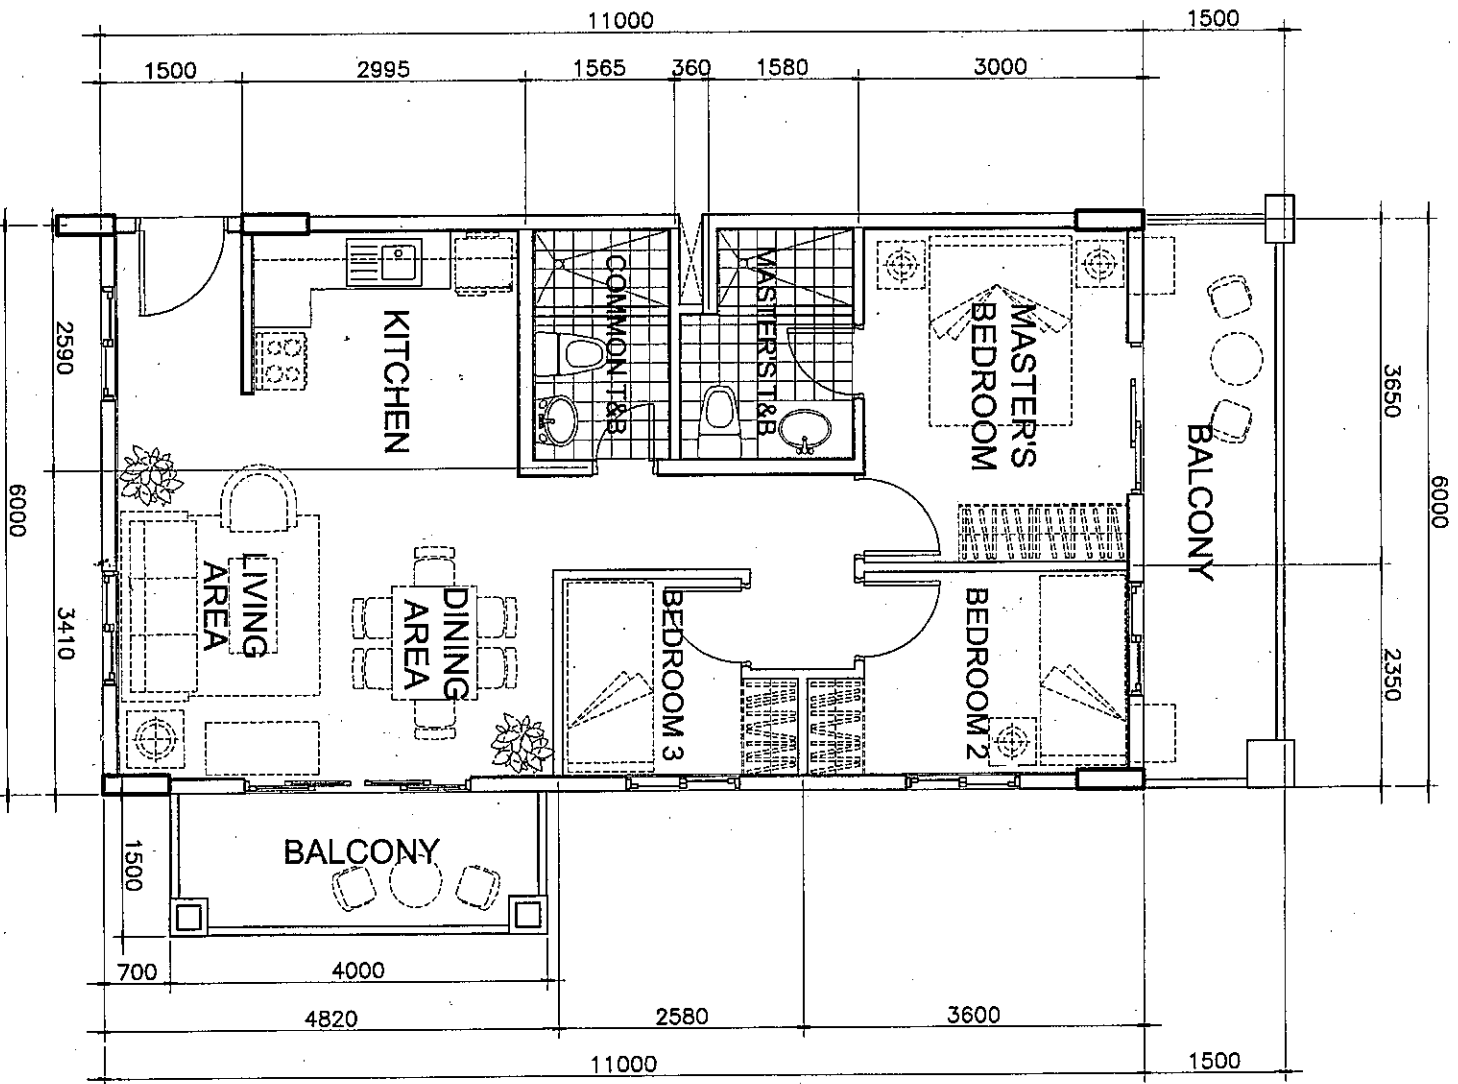 11000
1500
1500
2995
1565
360
1580
3000
KITCHEN
COMMON T&B
MASTER'S T&B
MASTER'S
BEDROOM
BALCONY
2590
3410
6000
3650
2350
6000
LIVING
AREA
DINING
AREA
BEDROOM 3
BEDROOM 2
BALCONY
1500
700
4000
4820
2580
3600
11000
1500